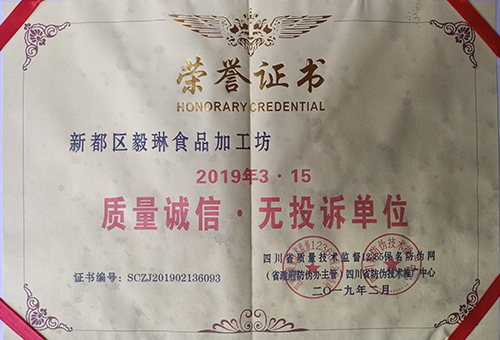 荣誉证书
HONORARY CREDENTIAL
新都区毅琳食品加工坊
2019年3·15
质量诚信·无投诉单位
四川省质量技术监督12365保名防伪网
（省政府防伪办主管）四川省防伪技术推广中心
证书编号：SCZJ201902136093
二〇一九年二月